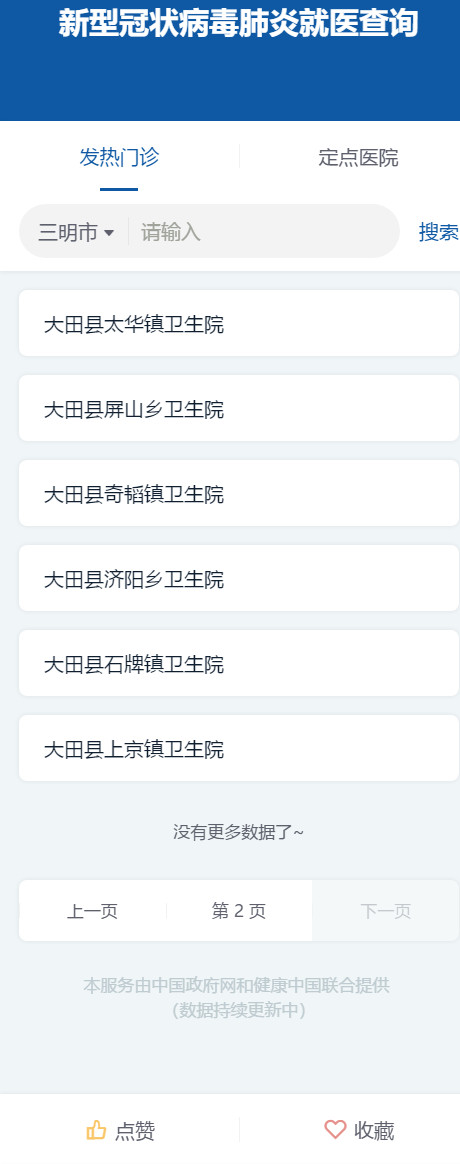 新型冠状病毒肺炎就医查询
发热门诊
定点医院
三明市
请输入
搜索
大田县太华镇卫生院
大田县屏山乡卫生院
大田县奇韬镇卫生院
大田县济阳乡卫生院
大田县石牌镇卫生院
大田县上京镇卫生院
没有更多数据了~
上一页
第 2 页
下一页
本服务由中国政府网和健康中国联合提供
（数据持续更新中）
点赞
收藏